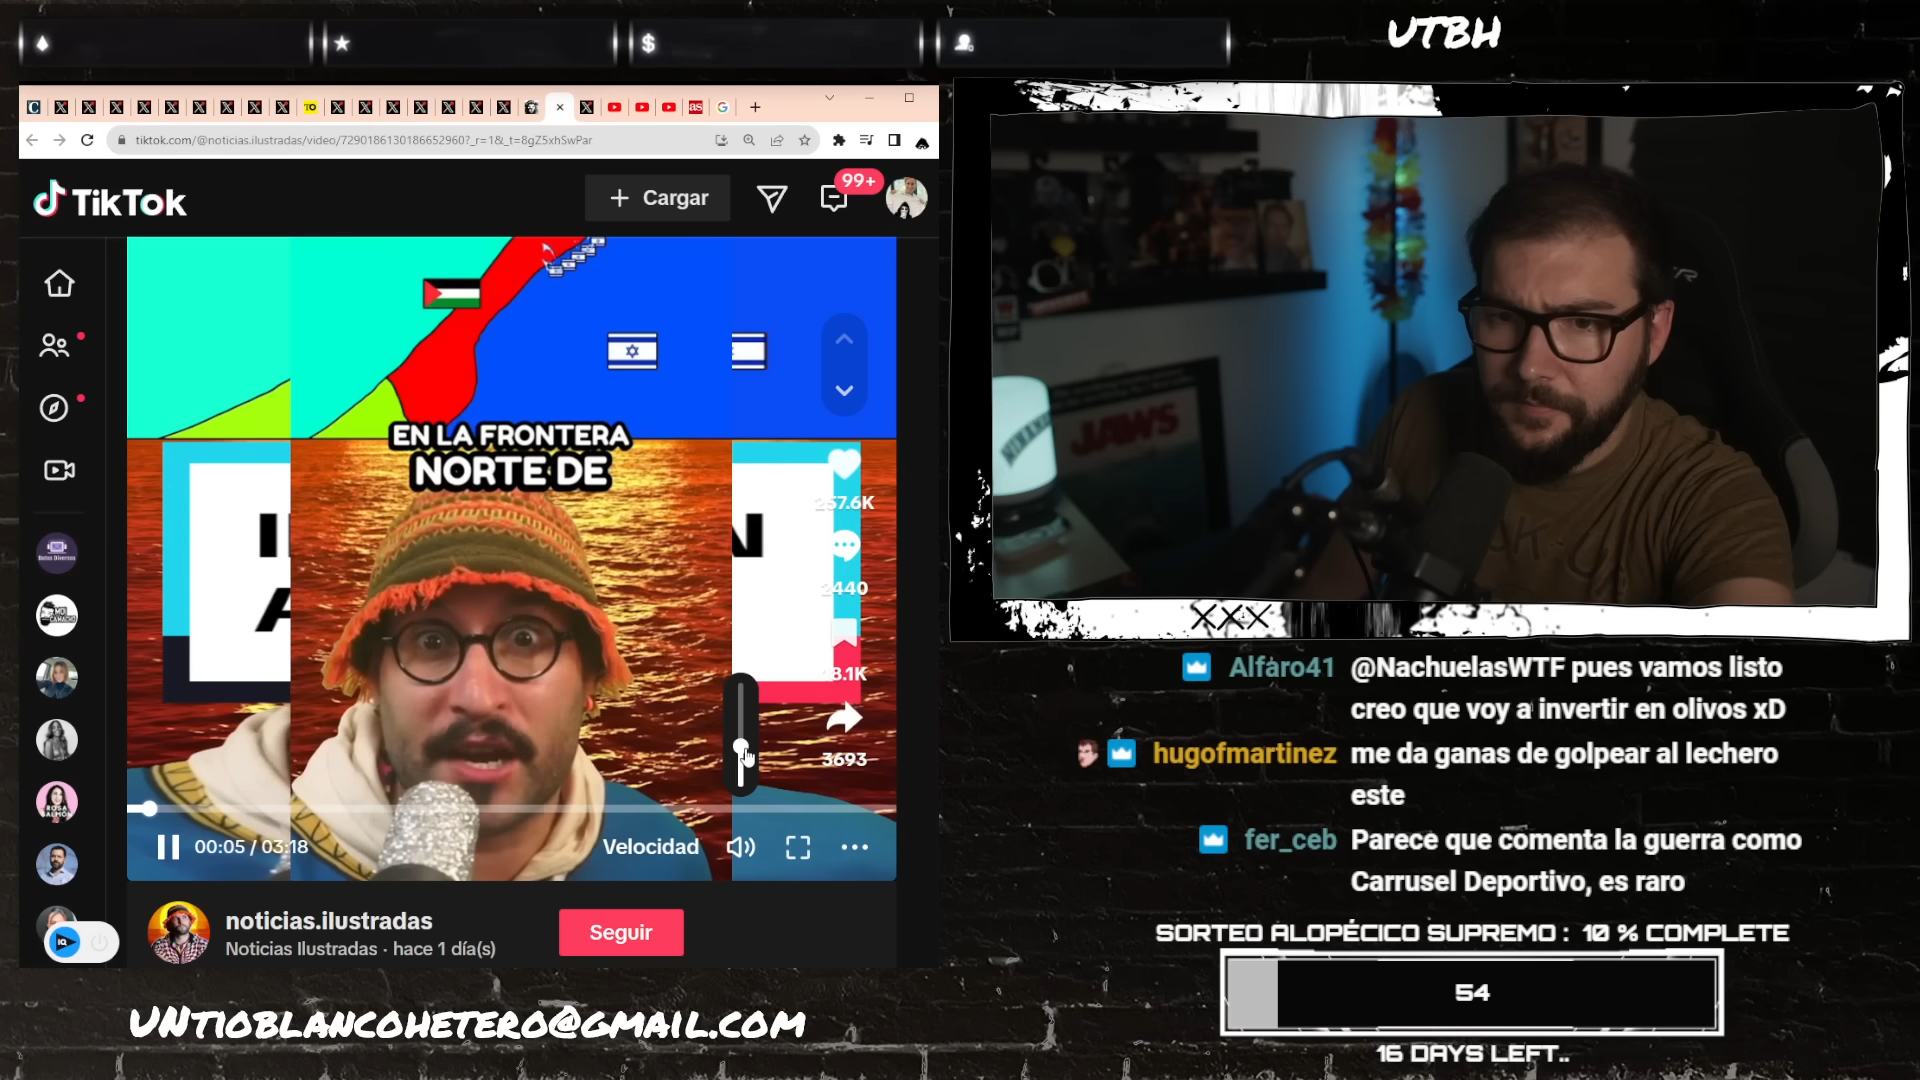 UTBH
tiktok.com/@noticias.ilustradas/video/7290186130186652960?_r=1&_t=8gZ5xhSwPar
TikTok
Cargar
99+
EN LA FRONTERA
NORTE DE
257.6K
2440
3693
00:05 / 03:18
Velocidad
noticias.ilustradas
Noticias Ilustradas · hace 1 día(s)
Seguir
UNTIOBLANCOHETERO@GMAIL.COM
JAWS
XXX
Alfaro41 @NachuelasWTF pues vamos listo
creo que voy a invertir en olivos xD
hugofmartinez me da ganas de golpear al lechero
este
fer_ceb Parece que comenta la guerra como
Carrusel Deportivo, es raro
SORTEO ALOPÉCICO SUPREMO : 10 % COMPLETE
54
16 DAYS LEFT..